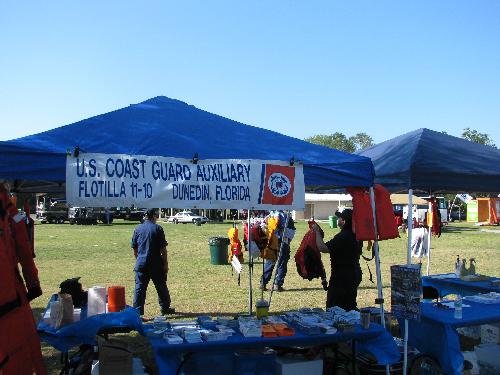 U.S. COAST GUARD AUXILIARY
FLOTILLA 11-10 DUNEDIN, FLORIDA